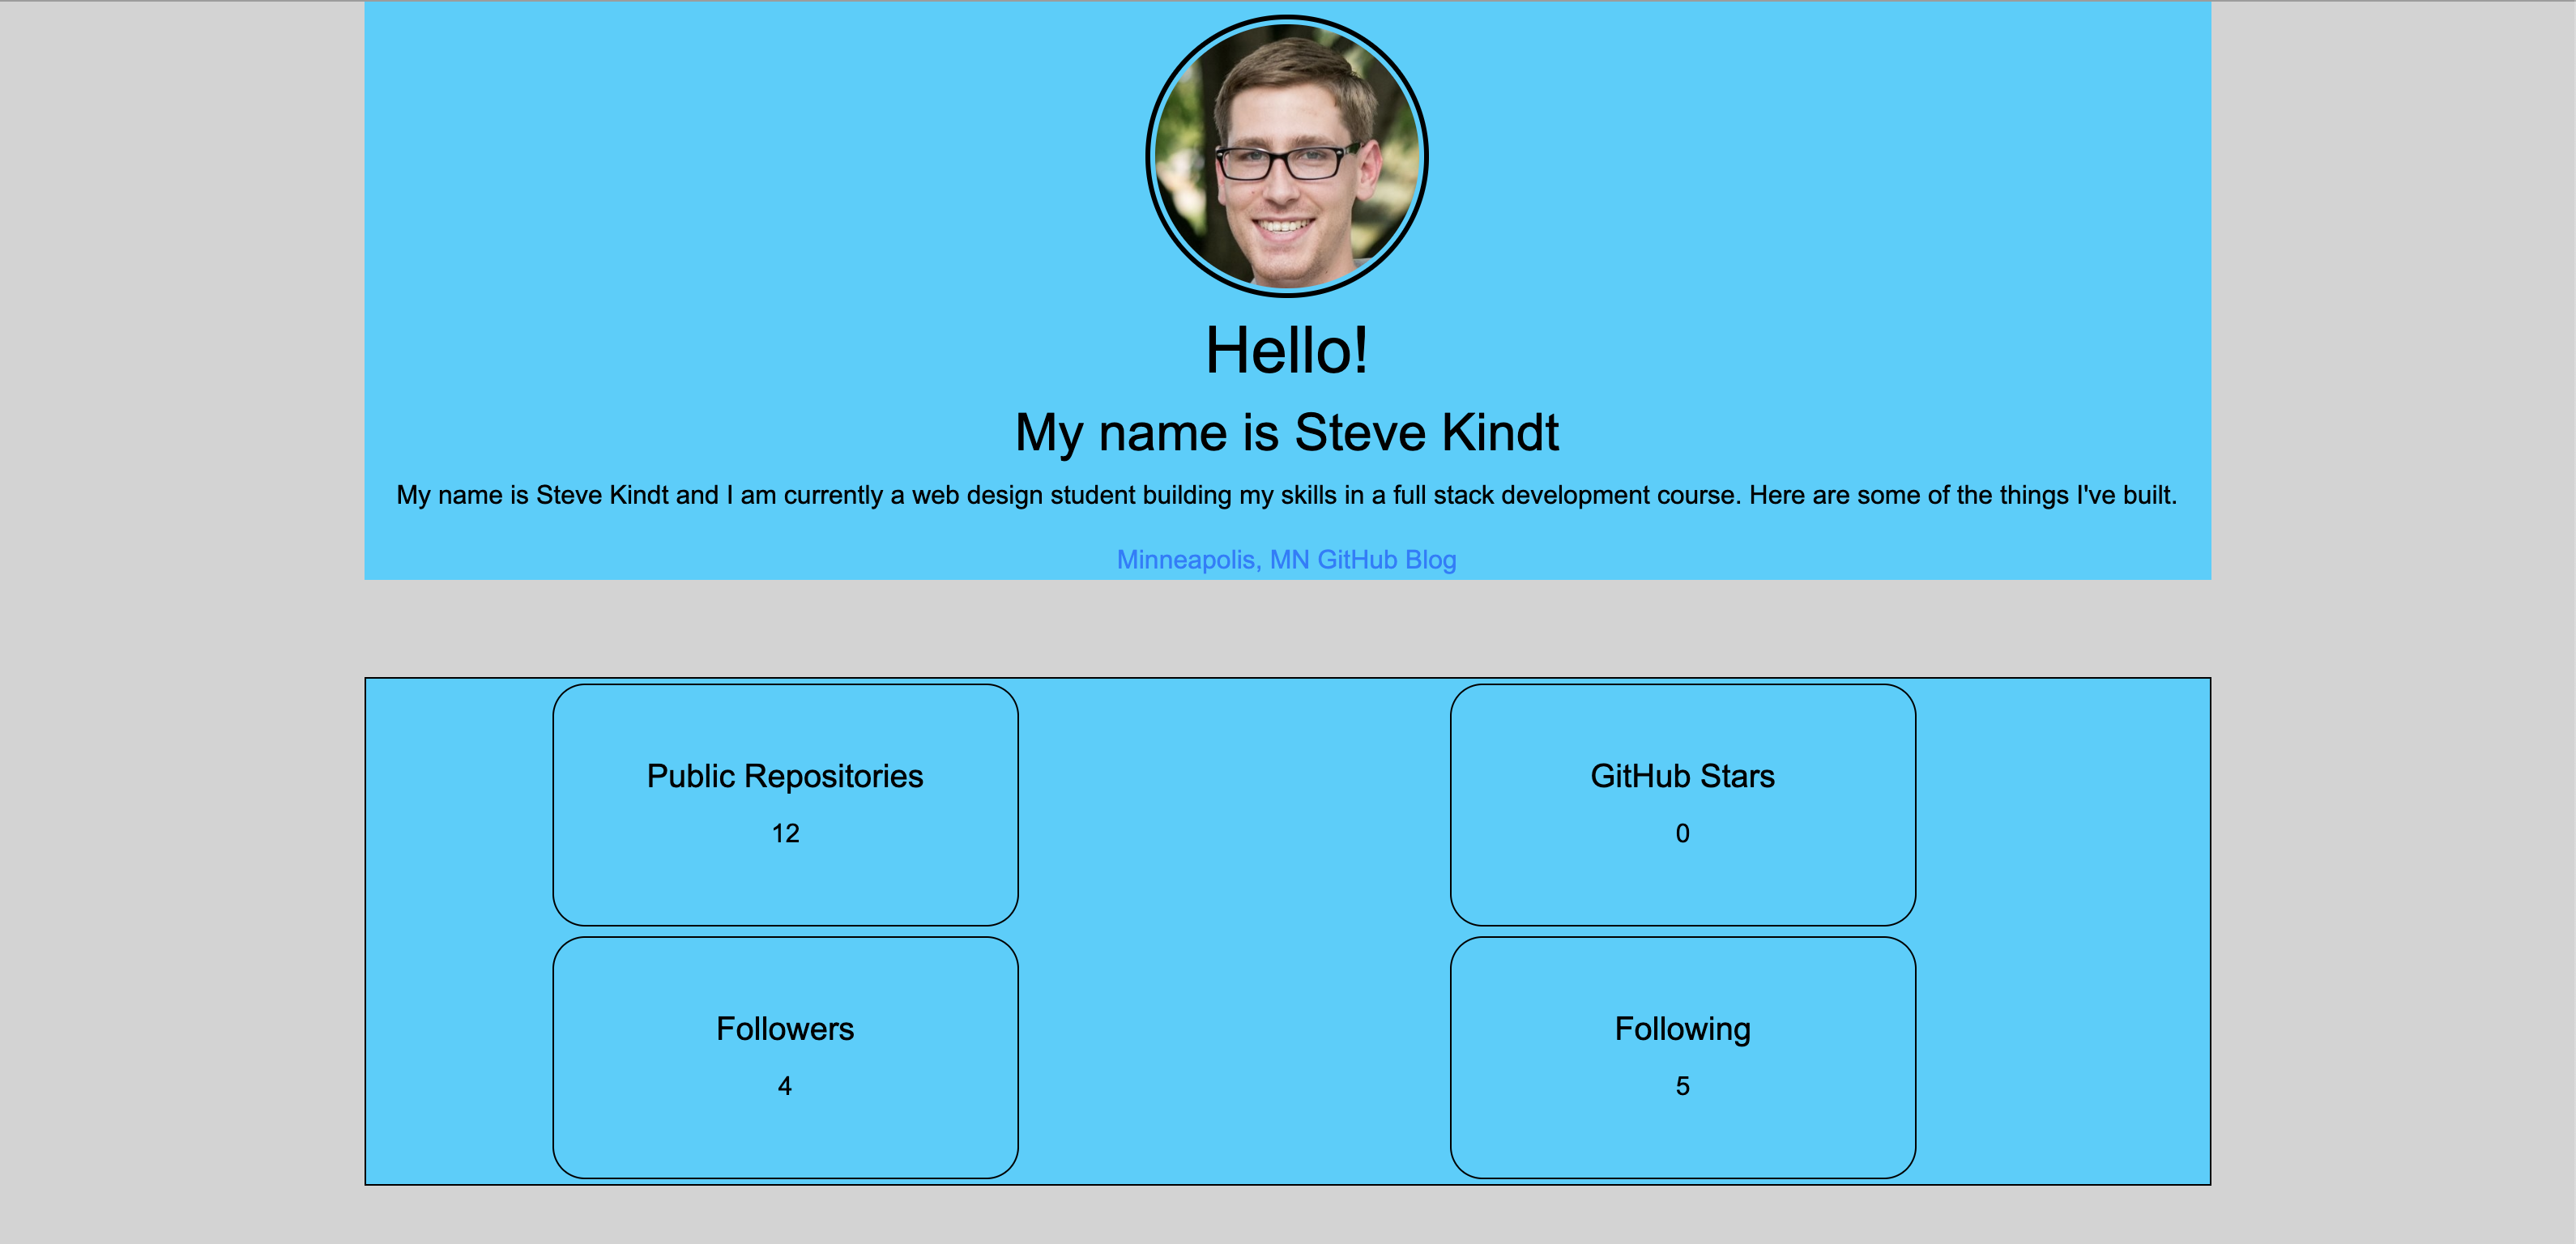 Hello!
My name is Steve Kindt
My name is Steve Kindt and I am currently a web design student building my skills in a full stack development course. Here are some of the things I've built.
Minneapolis, MN GitHub Blog
Public Repositories
12
GitHub Stars
0
Followers
4
Following
5